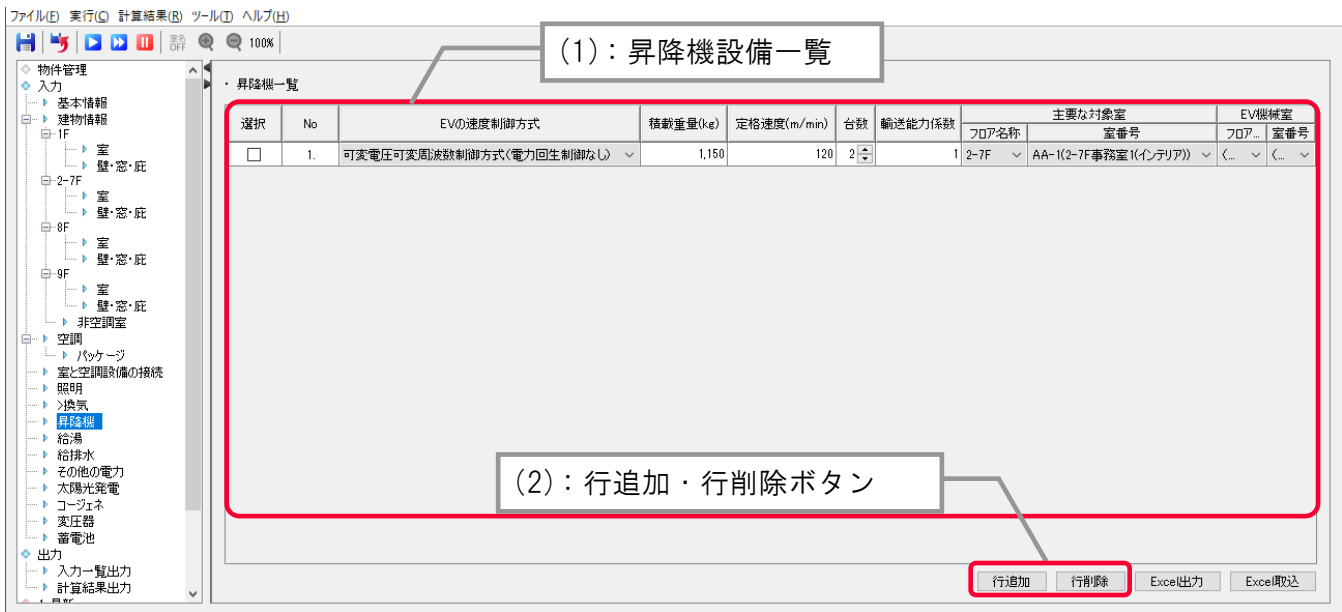 ファイル(F) 実行(C) 計算結果(R) ツール(T) ヘルプ(H)
室名 OFF 100%
(1)：昇降機設備一覧
物件管理
入力
基本情報
建物情報
1F
室
壁・窓・庇
2-7F
室
壁・窓・庇
8F
室
壁・窓・庇
9F
室
壁・窓・庇
非空調室
空調
パッケージ
室と空調設備の接続
照明
>換気
昇降機
給湯
給排水
その他の電力
太陽光発電
コージェネ
変圧器
蓄電池
出力
入力一覧出力
計算結果出力
・ 昇降機一覧
選択 No EVの速度制御方式 積載重量(kg) 定格速度(m/min) 台数 輸送能力係数 主要な対象室 EV機械室
フロア名称 室番号 フロア... 室番号
1. 可変電圧可変周波数制御方式(電力回生制御なし) 1,150 120 2 1 2-7F AA-1(2-7F事務室1(インテリア)) (... (...
(2)：行追加・行削除ボタン
行追加 行削除 Excel出力 Excel取込